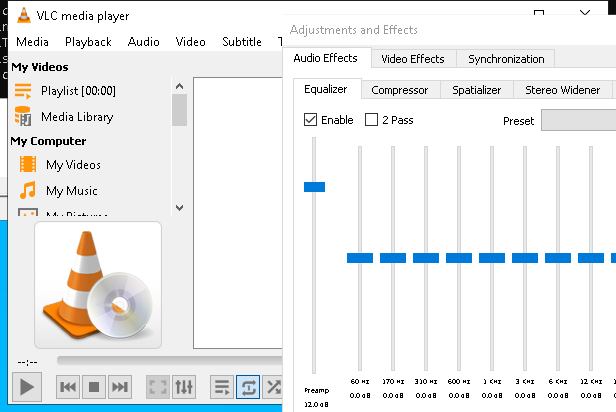 VLC media player
Media Playback Audio Video Subtitle
My Videos
Playlist [00:00]
Media Library
My Computer
My Videos
My Music
My Pictures
--:--
Adjustments and Effects
Audio Effects Video Effects Synchronization
Equalizer Compressor Spatializer Stereo Widener
Enable 2 Pass Preset
60 Hz 170 Hz 310 Hz 600 Hz 1 KHz 3 KHz 6 KHz 12 KHz
Preamp 0.0 dB 0.0 dB 0.0 dB 0.0 dB 0.0 dB 0.0 dB 0.0 dB 0.0 dB
12.0 dB